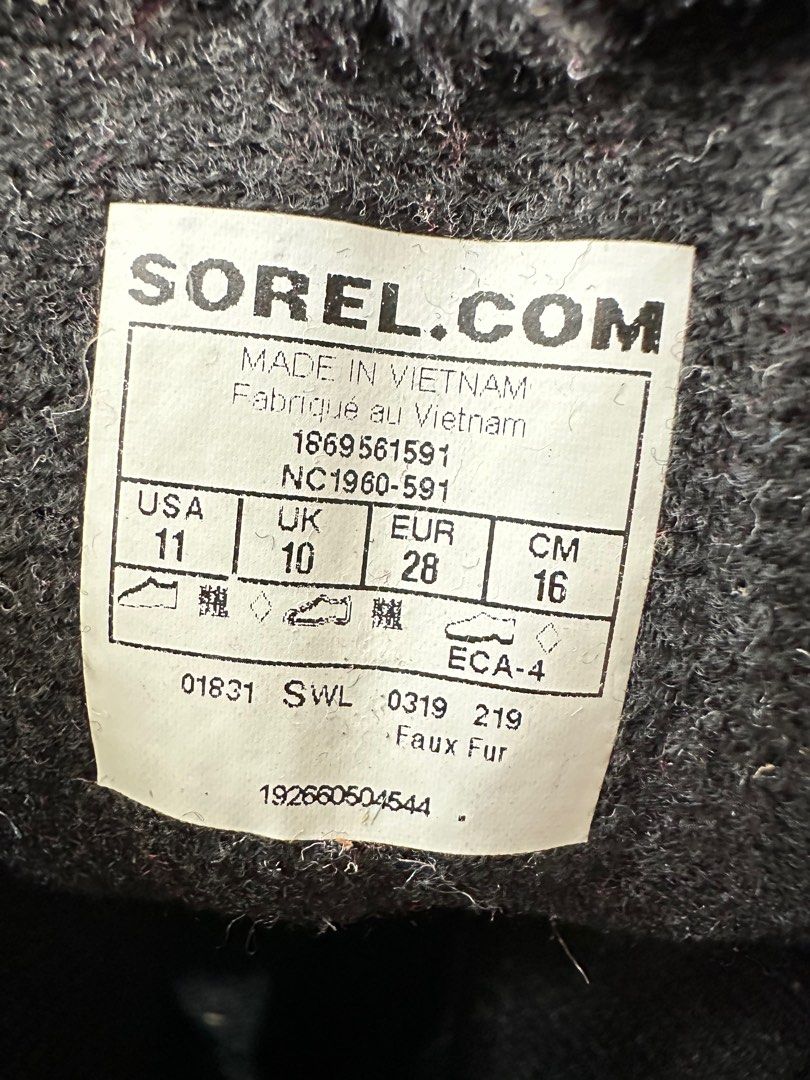 SOREL.COM
MADE IN VIETNAM
Fabriqué au Vietnam
1869561591
NC1960-591
USA UK EUR CM
11 10 28 16
ECA-4
01831 SWL 0319 219
Faux Fur
192660504544